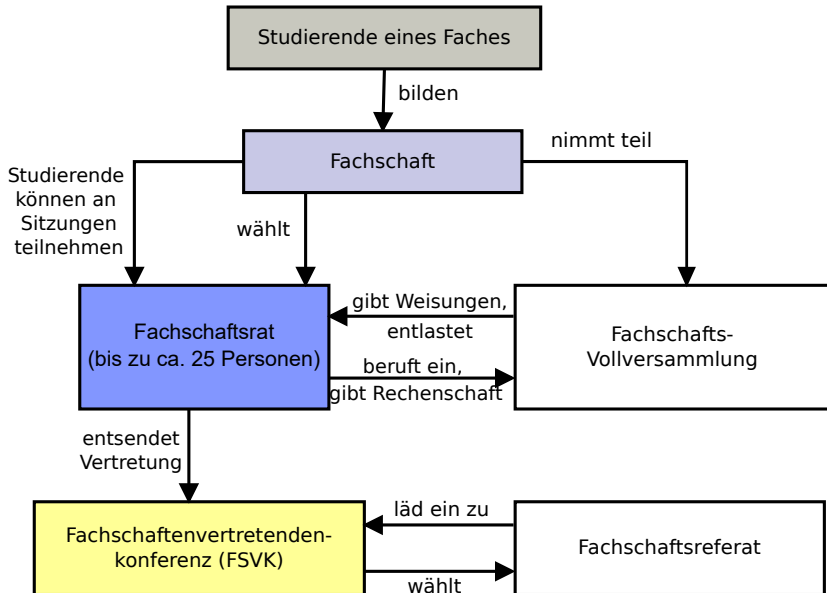 Studierende eines Faches
bilden
Fachschaft
nimmt teil
Studierende
können an
Sitzungen
teilnehmen
wählt
Fachschaftsrat
(bis zu ca. 25 Personen)
gibt Weisungen,
entlastet
beruft ein,
gibt Rechenschaft
Fachschafts-
Vollversammlung
entsendet
Vertretung
Fachschaftenvertretenden-
konferenz (FSVK)
läd ein zu
wählt
Fachschaftsreferat